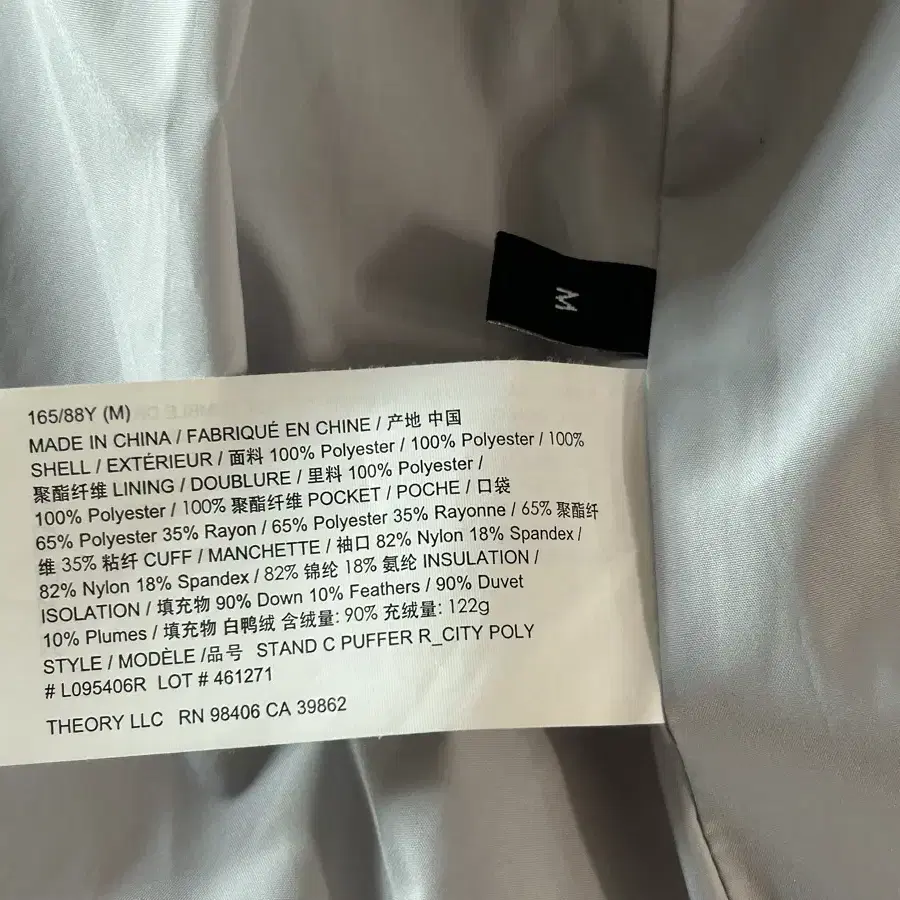 M
165/88Y (M)
MADE IN CHINA / FABRIQUÉ EN CHINE / 产地 中国
SHELL / EXTÉRIEUR / 面料 100% Polyester / 100% Polyester / 100%
聚酯纤维 LINING / DOUBLURE / 里料 100% Polyester /
100% Polyester / 100% 聚酯纤维 POCKET / POCHE / 口袋
65% Polyester 35% Rayon / 65% Polyester 35% Rayonne / 65% 聚酯纤
维 35% 粘纤 CUFF / MANCHETTE / 袖口 82% Nylon 18% Spandex /
82% Nylon 18% Spandex / 82% 锦纶 18% 氨纶 INSULATION /
ISOLATION / 填充物 90% Down 10% Feathers / 90% Duvet
10% Plumes / 填充物 白鸭绒 含绒量: 90% 充绒量: 122g
STYLE / MODÈLE /品号 STAND C PUFFER R_CITY POLY
# L095406R LOT # 461271
THEORY LLC RN 98406 CA 39862